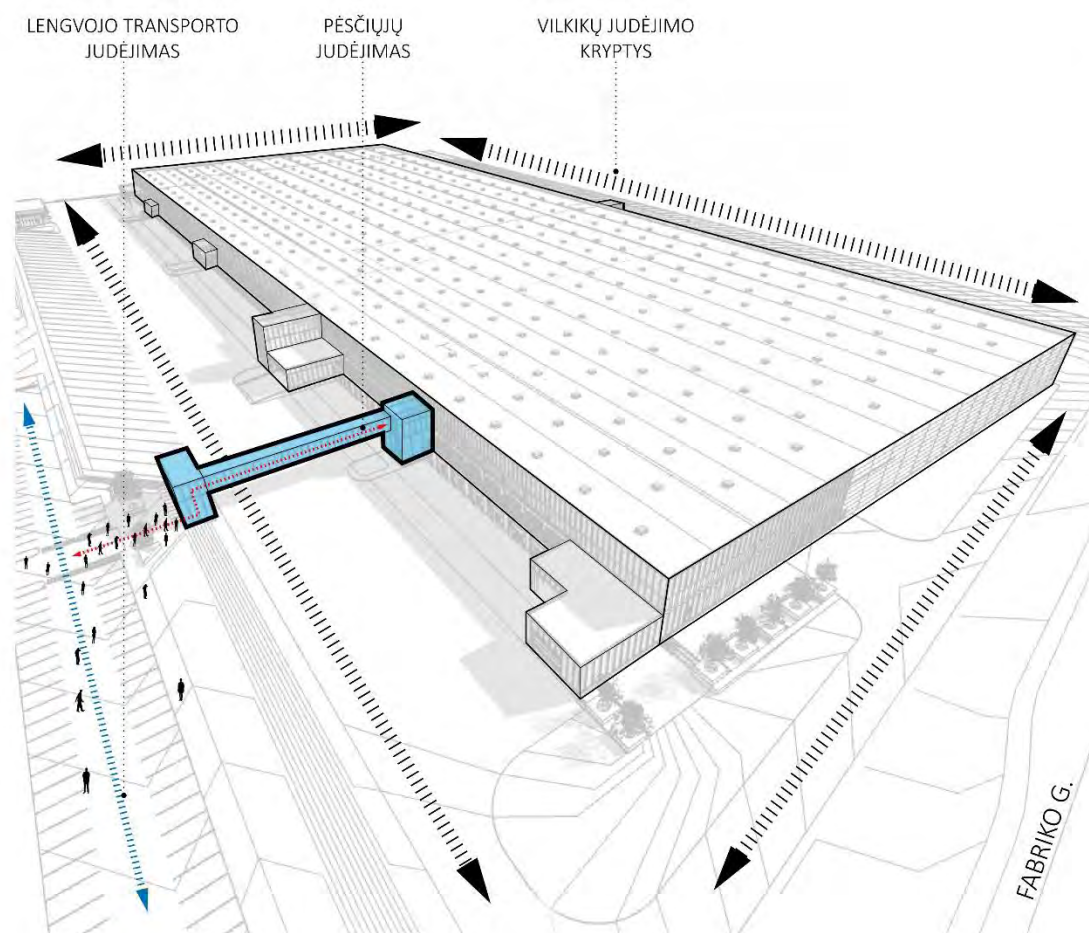 LENGVOJO TRANSPORTO
JUDĖJIMAS
PĖSČIŲJŲ
JUDĖJIMAS
VILKIKŲ JUDĖJIMO
KRYPTYS
FABRIKO G.